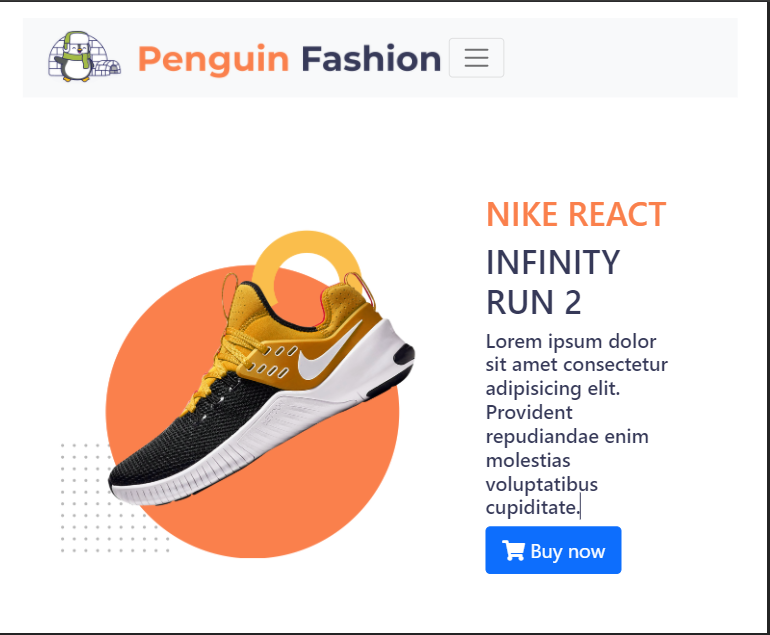 Penguin Fashion
NIKE REACT
INFINITY
RUN 2
Lorem ipsum dolor
sit amet consectetur
adipisicing elit.
Provident
repudiandae enim
molestias
voluptatibus
cupiditate.
Buy now